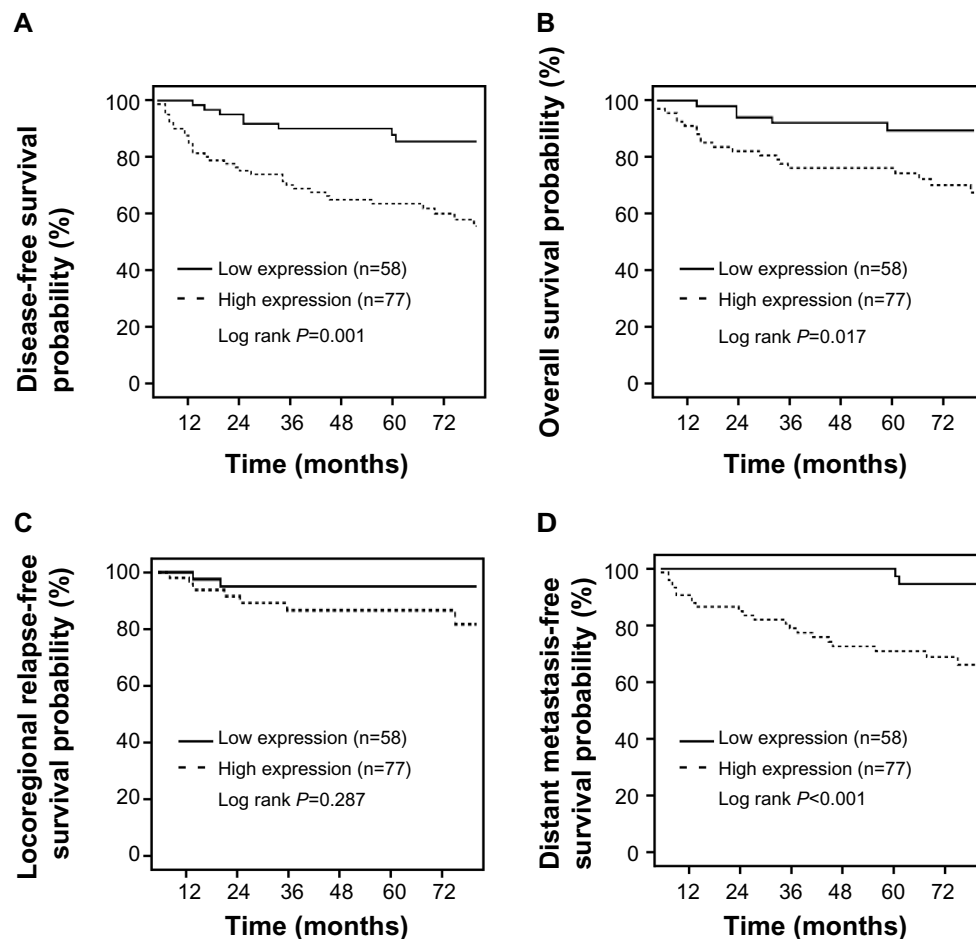 A
Disease-free survival
probability (%)
100
80
60
40
20
0
Low expression (n=58)
High expression (n=77)
Log rank P=0.001
12 24 36 48 60 72
Time (months)
B
Overall survival probability (%)
100
80
60
40
20
0
Low expression (n=58)
High expression (n=77)
Log rank P=0.017
12 24 36 48 60 72
Time (months)
C
Locoregional relapse-free
survival probability (%)
100
80
60
40
20
0
Low expression (n=58)
High expression (n=77)
Log rank P=0.287
12 24 36 48 60 72
Time (months)
D
Distant metastasis-free
survival probability (%)
100
80
60
40
20
0
Low expression (n=58)
High expression (n=77)
Log rank P<0.001
12 24 36 48 60 72
Time (months)